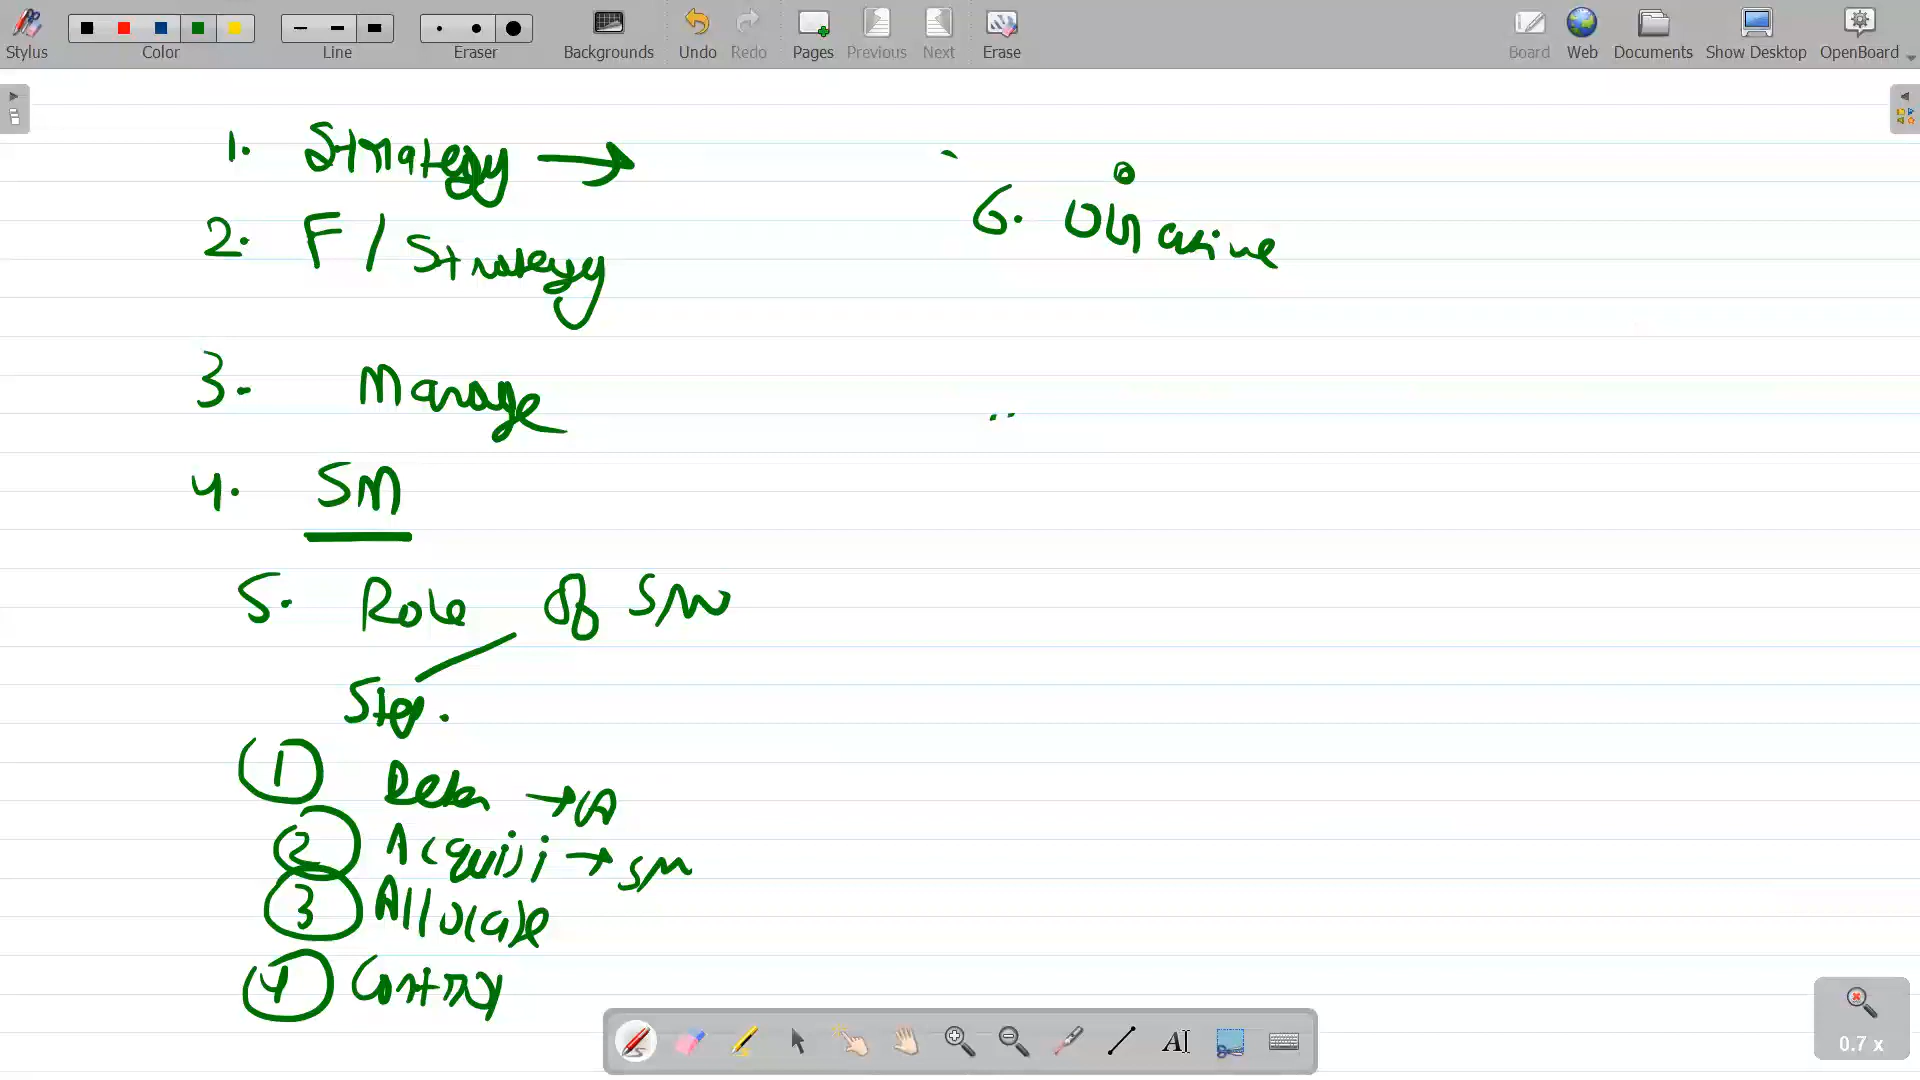 Stylus
Color
Line
Eraser
Backgrounds
Undo
Redo
Pages
Previous
Next
Erase
Board
Web
Documents
Show Desktop
OpenBoard
1. Strategy →
2. F / Strategy
3. Manage
4. SM
5. Role of SM
Step.
1
2 Acquisi → SM
3 Allocate
4
6.
0.7 x